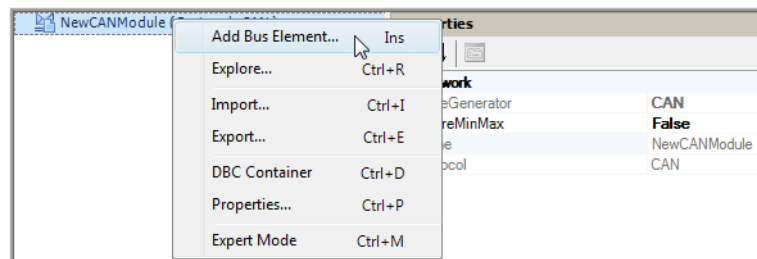 NewCANModule (
rties
Add Bus Element... Ins
Explore... Ctrl+R
work
Import... Ctrl+I
eGenerator CAN
reMinMax False
Export... Ctrl+E
e NewCANModule
ocol CAN
DBC Container Ctrl+D
Properties... Ctrl+P
Expert Mode Ctrl+M